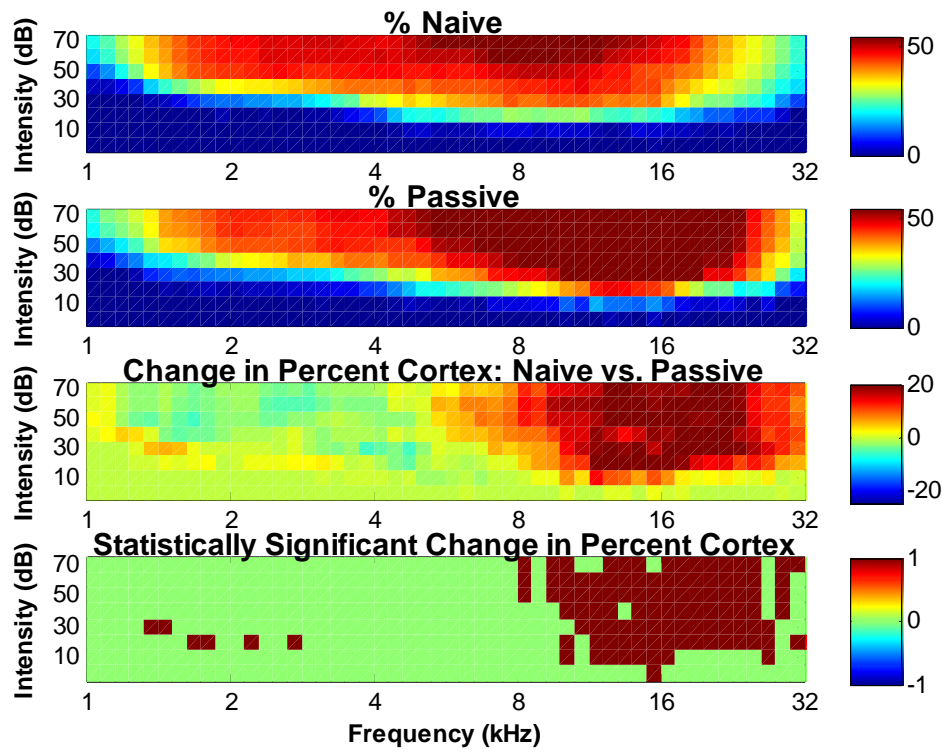 % Naive
Intensity (dB)
70
50
30
10
1 2 4 8 16 32
50
0
% Passive
Intensity (dB)
70
50
30
10
1 2 4 8 16 32
50
0
Change in Percent Cortex: Naive vs. Passive
Intensity (dB)
70
50
30
10
1 2 4 8 16 32
20
0
-20
Statistically Significant Change in Percent Cortex
Intensity (dB)
70
50
30
10
1 2 4 8 16 32
1
0
-1
Frequency (kHz)